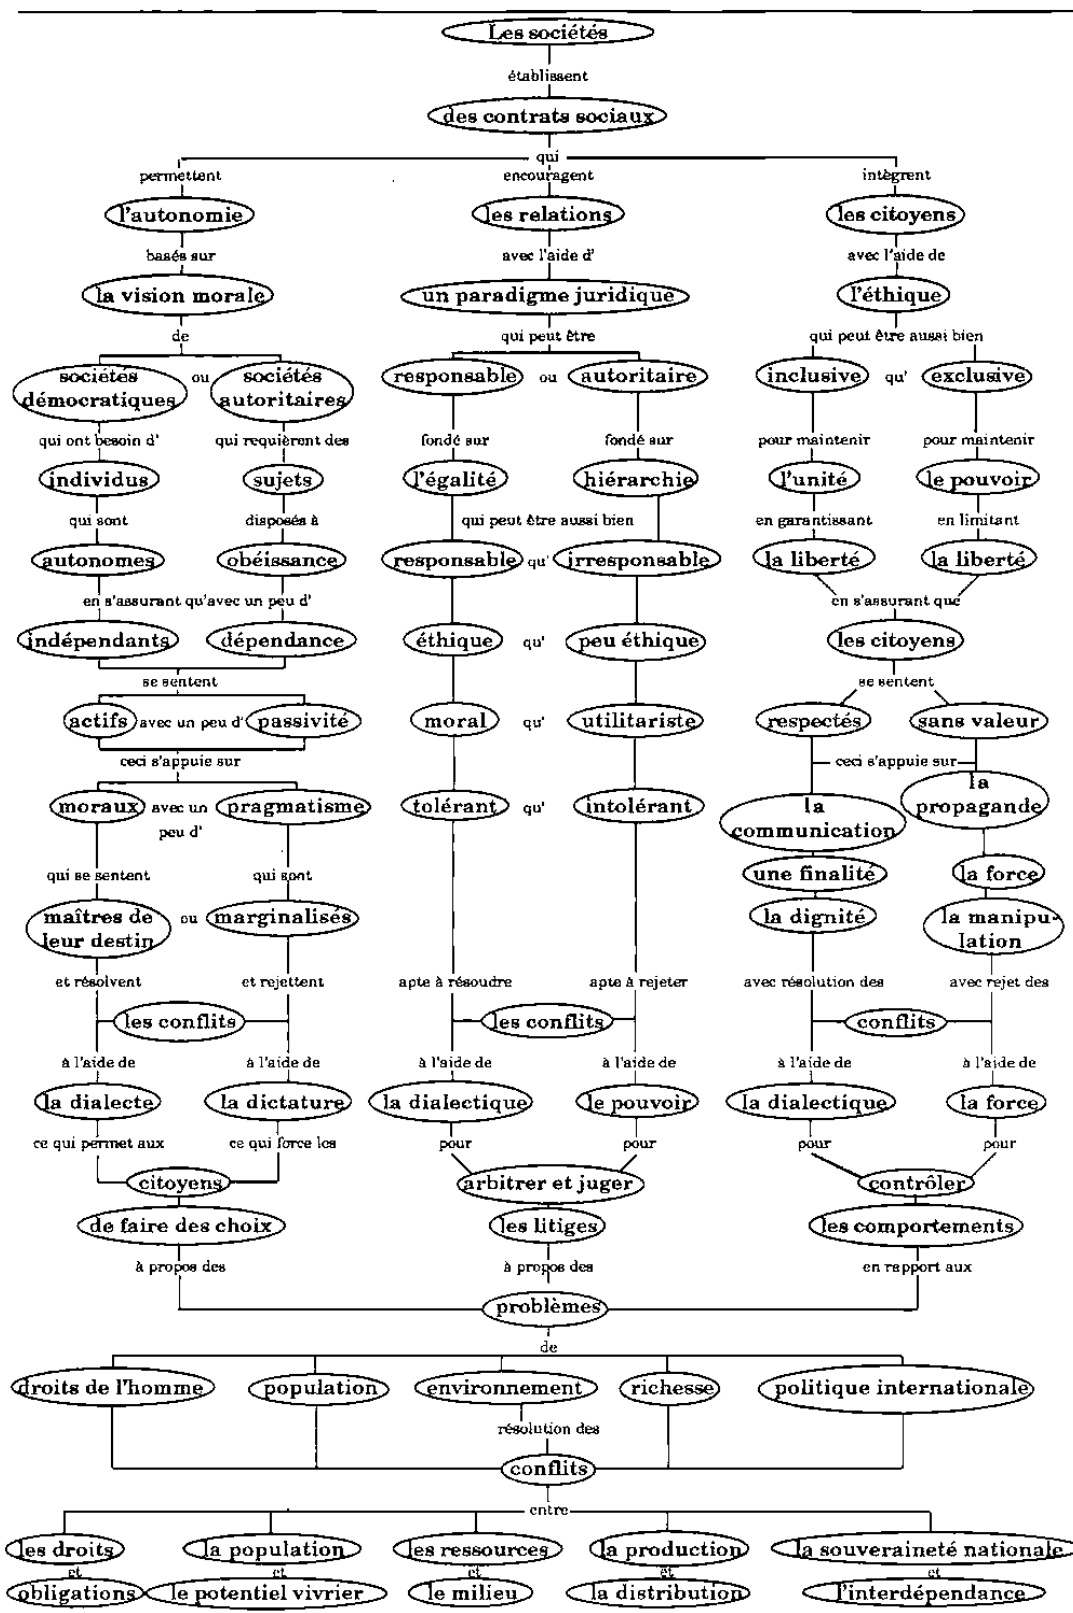 Les sociétés
établissent
des contrats sociaux
qui
permettent encouragent intègrent
l'autonomie les relations les citoyens
basés sur avec l'aide d' avec l'aide de
la vision morale un paradigme juridique l'éthique
de qui peut être qui peut être aussi bien
sociétés démocratiques ou sociétés autoritaires responsable ou autoritaire inclusive qu' exclusive
qui ont besoin d' qui requièrent des fondé sur fondé sur pour maintenir pour maintenir
individus sujets l'égalité hiérarchie l'unité le pouvoir
qui sont disposés à qui peut être aussi bien en garantissant en limitant
autonomes obéissance responsable qu' irresponsable la liberté la liberté
en s'assurant qu'avec un peu d' en s'assurant que
indépendants dépendance éthique qu' peu éthique les citoyens
se sentent se sentent
actifs avec un peu d' passivité moral qu' utilitariste respectés sans valeur
ceci s'appuie sur ceci s'appuie sur
moraux avec un peu d' pragmatisme tolérant qu' intolérant la communication la propagande
qui se sentent qui sont une finalité la force
maîtres de leur destin ou marginalisés la dignité la manipu-
lation
et résolvent et rejettent apte à résoudre apte à rejeter avec résolution des avec rejet des
les conflits les conflits conflits
à l'aide de à l'aide de à l'aide de à l'aide de à l'aide de à l'aide de
la dialecte la dictature la dialectique le pouvoir la dialectique la force
ce qui permet aux ce qui force les pour pour pour pour
citoyens arbitrer et juger contrôler
de faire des choix les litiges les comportements
à propos des à propos des en rapport aux
problèmes
de
droits de l'homme population environnement richesse politique internationale
résolution des
conflits
entre
les droits la population les ressources la production la souveraineté nationale
et et et et et
obligations le potentiel vivrier le milieu la distribution l'interdépendance